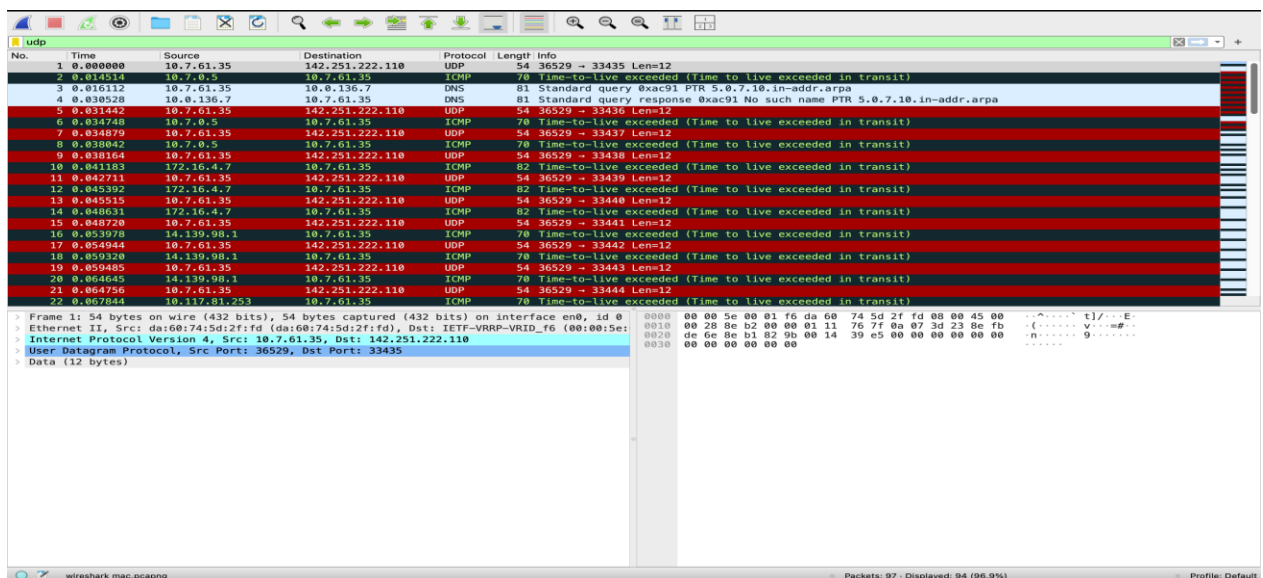 udp
No. Time Source Destination Protocol Length Info
1 0.000000 10.7.61.35 142.251.222.110 UDP 54 36529 → 33435 Len=12
2 0.014514 10.7.0.5 10.7.61.35 ICMP 70 Time-to-live exceeded (Time to live exceeded in transit)
3 0.016112 10.7.61.35 10.0.136.7 DNS 81 Standard query 0xac91 PTR 5.0.7.10.in-addr.arpa
4 0.030528 10.0.136.7 10.7.61.35 DNS 81 Standard query response 0xac91 No such name PTR 5.0.7.10.in-addr.arpa
5 0.031442 10.7.61.35 142.251.222.110 UDP 54 36529 → 33436 Len=12
6 0.034748 10.7.0.5 10.7.61.35 ICMP 70 Time-to-live exceeded (Time to live exceeded in transit)
7 0.034879 10.7.61.35 142.251.222.110 UDP 54 36529 → 33437 Len=12
8 0.038042 10.7.0.5 10.7.61.35 ICMP 70 Time-to-live exceeded (Time to live exceeded in transit)
9 0.038164 10.7.61.35 142.251.222.110 UDP 54 36529 → 33438 Len=12
10 0.041183 172.16.4.7 10.7.61.35 ICMP 82 Time-to-live exceeded (Time to live exceeded in transit)
11 0.042711 10.7.61.35 142.251.222.110 UDP 54 36529 → 33439 Len=12
12 0.045392 172.16.4.7 10.7.61.35 ICMP 82 Time-to-live exceeded (Time to live exceeded in transit)
13 0.045515 10.7.61.35 142.251.222.110 UDP 54 36529 → 33440 Len=12
14 0.048631 172.16.4.7 10.7.61.35 ICMP 82 Time-to-live exceeded (Time to live exceeded in transit)
15 0.048720 10.7.61.35 142.251.222.110 UDP 54 36529 → 33441 Len=12
16 0.053978 14.139.98.1 10.7.61.35 ICMP 70 Time-to-live exceeded (Time to live exceeded in transit)
17 0.054944 10.7.61.35 142.251.222.110 UDP 54 36529 → 33442 Len=12
18 0.059320 14.139.98.1 10.7.61.35 ICMP 70 Time-to-live exceeded (Time to live exceeded in transit)
19 0.059485 10.7.61.35 142.251.222.110 UDP 54 36529 → 33443 Len=12
20 0.064645 14.139.98.1 10.7.61.35 ICMP 70 Time-to-live exceeded (Time to live exceeded in transit)
21 0.064756 10.7.61.35 142.251.222.110 UDP 54 36529 → 33444 Len=12
22 0.067844 10.117.81.253 10.7.61.35 ICMP 70 Time-to-live exceeded (Time to live exceeded in transit)
Frame 1: 54 bytes on wire (432 bits), 54 bytes captured (432 bits) on interface en0, id 0
Ethernet II, Src: da:60:74:5d:2f:fd (da:60:74:5d:2f:fd), Dst: IETF-VRRP-VRID_f6 (00:00:5e:
Internet Protocol Version 4, Src: 10.7.61.35, Dst: 142.251.222.110
User Datagram Protocol, Src Port: 36529, Dst Port: 33435
Data (12 bytes)
0000 00 00 5e 00 01 f6 da 60 74 5d 2f fd 08 00 45 00 ··^····` t]/···E·
0010 00 28 8e b2 00 00 01 11 76 7f 0a 07 3d 23 8e fb ·(······ v···=#··
0020 de 6e 8e b1 82 9b 00 14 39 e5 00 00 00 00 00 00 ·n······ 9·······
0030 00 00 00 00 00 00 ······
wireshark mac.pcapng
Packets: 97 · Displayed: 94 (96.9%)
Profile: Default